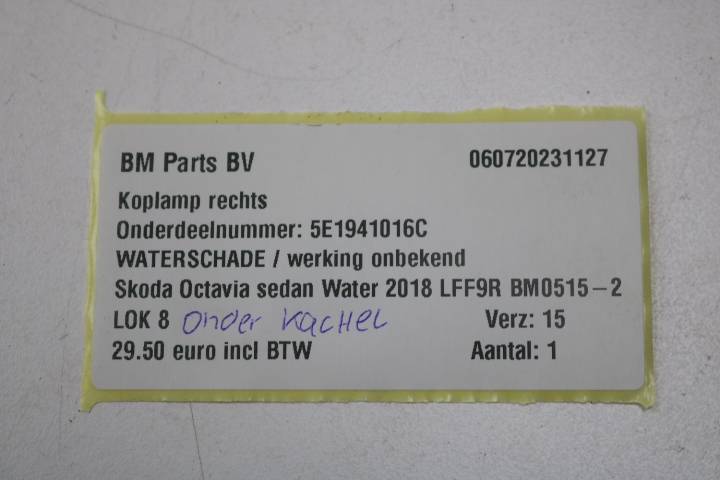 BM Parts BV 060720231127
Koplamp rechts
Onderdeelnummer: 5E1941016C
WATERSCHADE / werking onbekend
Skoda Octavia sedan Water 2018 LFF9R BM0515-2
LOK 8 onder kachel Verz: 15
29.50 euro incl BTW Aantal: 1